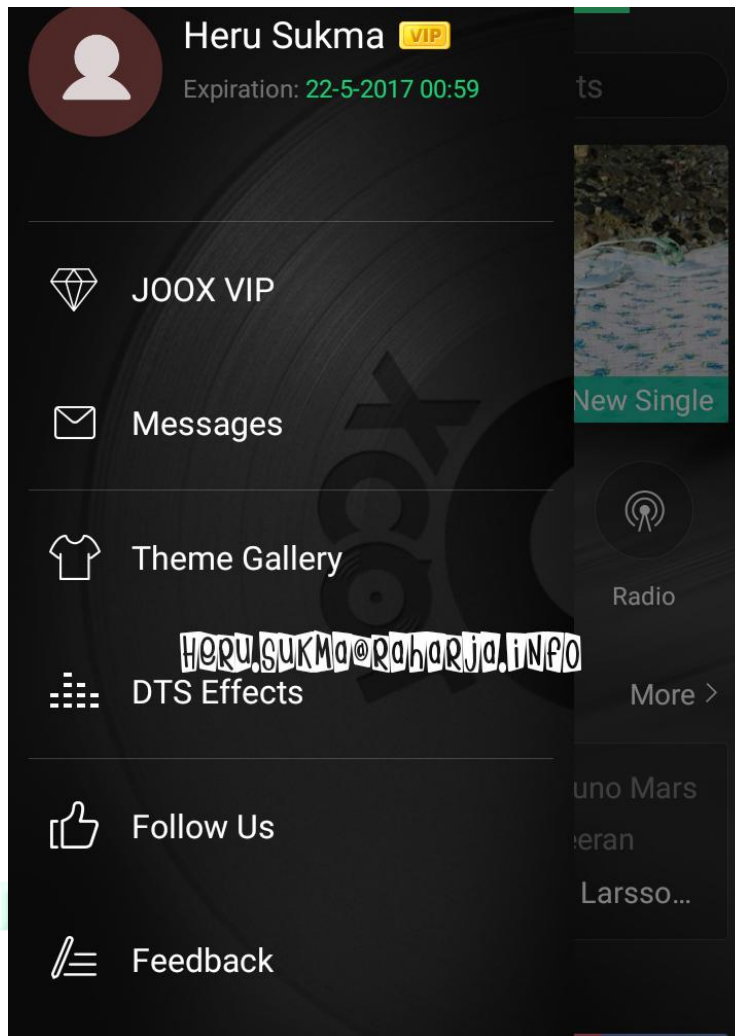 Heru Sukma VIP
Expiration: 22-5-2017 00:59
ts
JOOX VIP
New Single
Messages
JOOX
Theme Gallery
Radio
Heru.Sukma@Raharja.iNFO
DTS Effects
More >
uno Mars
eeran
Follow Us
Larsso...
Feedback